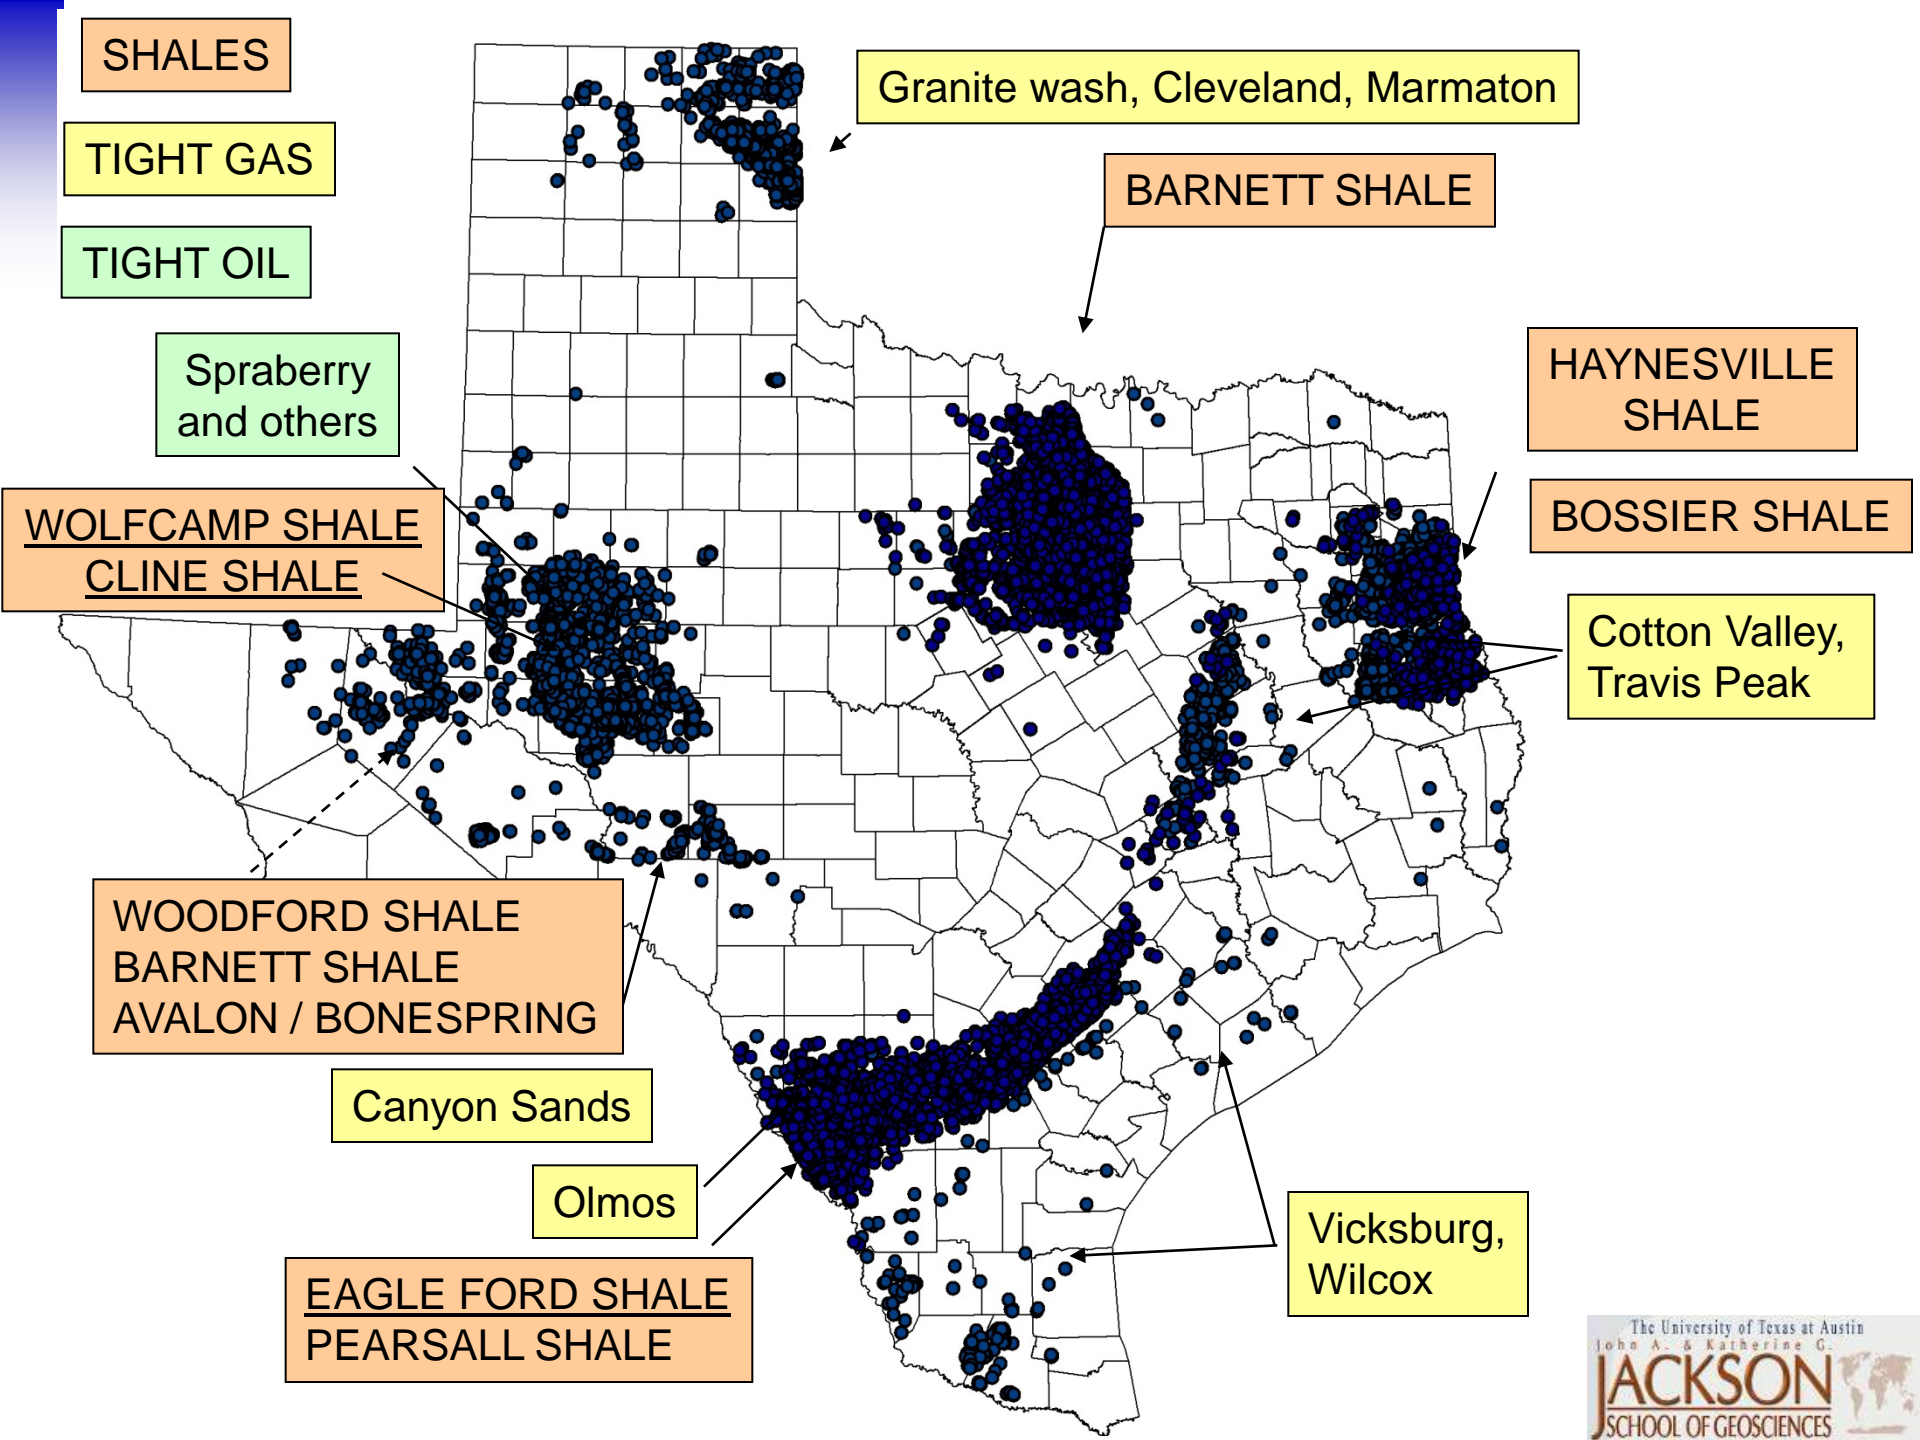 SHALES
TIGHT GAS
TIGHT OIL
Granite wash, Cleveland, Marmaton
BARNETT SHALE
Spraberry
and others
HAYNESVILLE
SHALE
WOLFCAMP SHALE
CLINE SHALE
BOSSIER SHALE
Cotton Valley,
Travis Peak
WOODFORD SHALE
BARNETT SHALE
AVALON / BONESPRING
Canyon Sands
Olmos
EAGLE FORD SHALE
PEARSALL SHALE
Vicksburg,
Wilcox
The University of Texas at Austin
John A. & Katherine G.
JACKSON
SCHOOL OF GEOSCIENCES